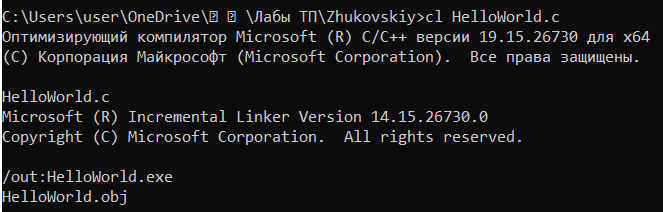 C:\Users\user\OneDrive\⍰ ⍰ \Лабы ТП\Zhukovskiy>cl HelloWorld.c
Оптимизирующий компилятор Microsoft (R) C/C++ версии 19.15.26730 для x64
(C) Корпорация Майкрософт (Microsoft Corporation).  Все права защищены.

HelloWorld.c
Microsoft (R) Incremental Linker Version 14.15.26730.0
Copyright (C) Microsoft Corporation.  All rights reserved.

/out:HelloWorld.exe
HelloWorld.obj